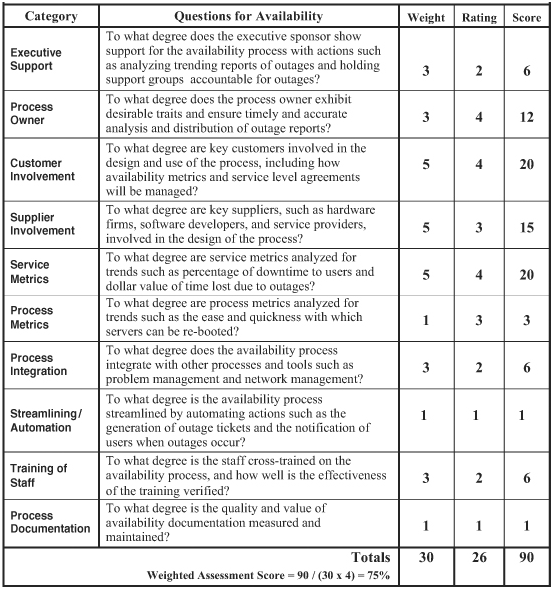 Category Questions for Availability Weight Rating Score
Executive Support
To what degree does the executive sponsor show
support for the availability process with actions such
as analyzing trending reports of outages and holding
support groups accountable for outages?
3 2 6
Process Owner
To what degree does the process owner exhibit
desirable traits and ensure timely and accurate
analysis and distribution of outage reports?
3 4 12
Customer Involvement
To what degree are key customers involved in the
design and use of the process, including how
availability metrics and service level agreements
will be managed?
5 4 20
Supplier Involvement
To what degree are key suppliers, such as hardware
firms, software developers, and service providers,
involved in the design of the process?
5 3 15
Service Metrics
To what degree are service metrics analyzed for
trends such as percentage of downtime to users and
dollar value of time lost due to outages?
5 4 20
Process Metrics
To what degree are process metrics analyzed for
trends such as the ease and quickness with which
servers can be re-booted?
1 3 3
Process Integration
To what degree does the availability process
integrate with other processes and tools such as
problem management and network management?
3 2 6
Streamlining/ Automation
To what degree is the availability process
streamlined by automating actions such as the
generation of outage tickets and the notification of
users when outages occur?
1 1 1
Training of Staff
To what degree is the staff cross-trained on the
availability process, and how well is the effectiveness
of the training verified?
3 2 6
Process Documentation
To what degree is the quality and value of
availability documentation measured and
maintained?
1 1 1
Totals 30 26 90
Weighted Assessment Score = 90 / (30 x 4) = 75%